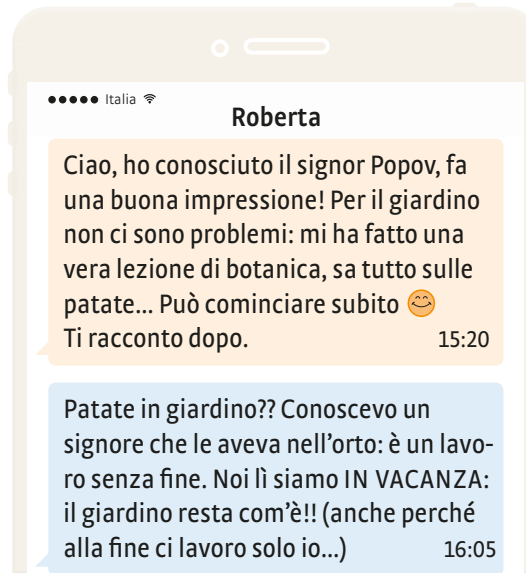 ●●●●● Italia
Roberta
Ciao, ho conosciuto il signor Popov, fa
una buona impressione! Per il giardino
non ci sono problemi: mi ha fatto una
vera lezione di botanica, sa tutto sulle
patate... Può cominciare subito 😊
Ti racconto dopo. 15:20
Patate in giardino?? Conoscevo un
signore che le aveva nell'orto: è un lavo-
ro senza fine. Noi lì siamo IN VACANZA:
il giardino resta com'è!! (anche perché
alla fine ci lavoro solo io...) 16:05